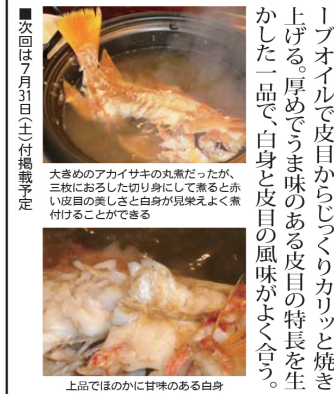 ーブオイルで皮目からじっくりカリッと焼き
上げる。厚めでうま味のある皮目の特長を生
かした一品で、白身と皮目の風味がよく合う。
大きめのアカイサキの丸煮だったが、
三枚におろした切り身にして煮ると赤
い皮目の美しさと白身が見栄えよく煮
付けることができる
上品でほのかに甘味のある白身
■次回は7月31日(土)付掲載予定